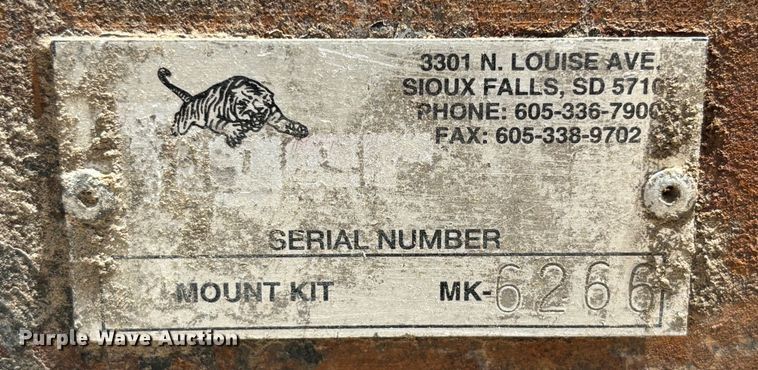 3301 N. LOUISE AVE.
SIOUX FALLS, SD 5710
PHONE: 605-336-7900
FAX: 605-338-9702
SERIAL NUMBER
MOUNT KIT MK-6266
Purple Wave Auction